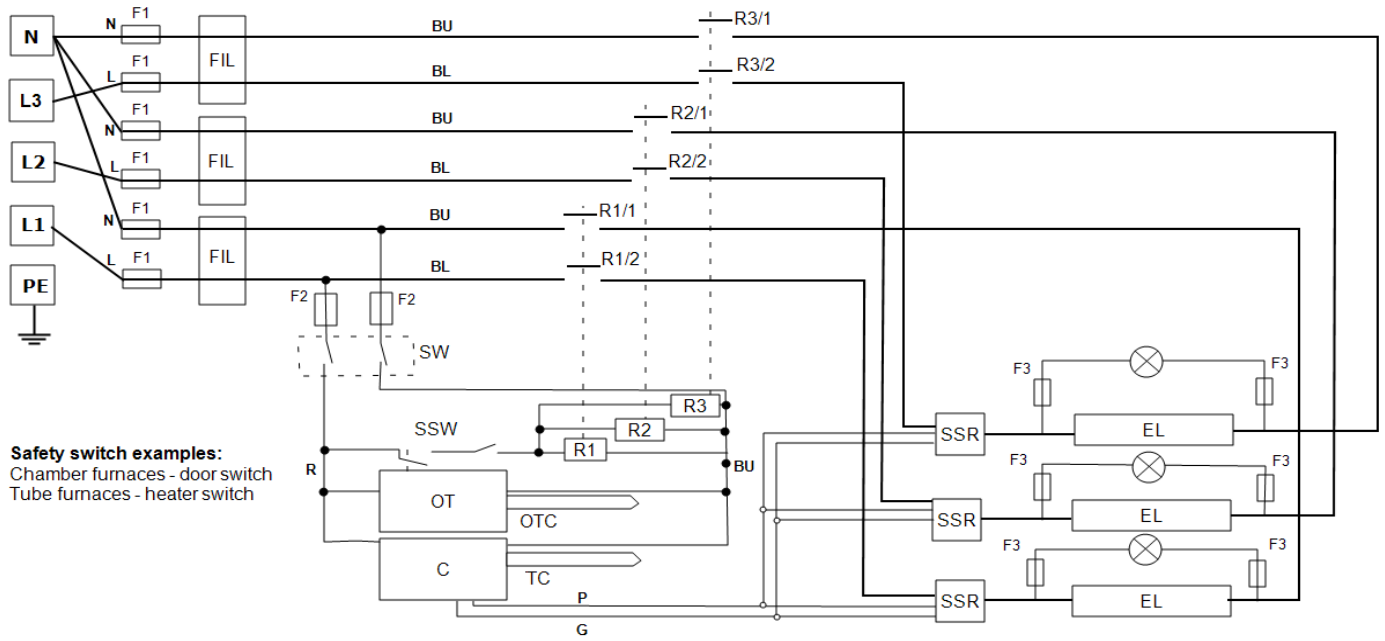 F1
N
BU
R3/1
N
FIL
F1
L
BL
R3/2
L3
F1
N
BU
R2/1
L2
F1
L
FIL
BL
R2/2
F1
N
BU
R1/1
L1
FIL
F1
L
BL
R1/2
PE
F2
F2
SW
F3
F3
R3
SSW
R2
R1
SSR
EL
Safety switch examples:
Chamber furnaces - door switch
Tube furnaces - heater switch
R
BU
F3
F3
OT
OTC
SSR
EL
C
TC
F3
F3
P
G
SSR
EL